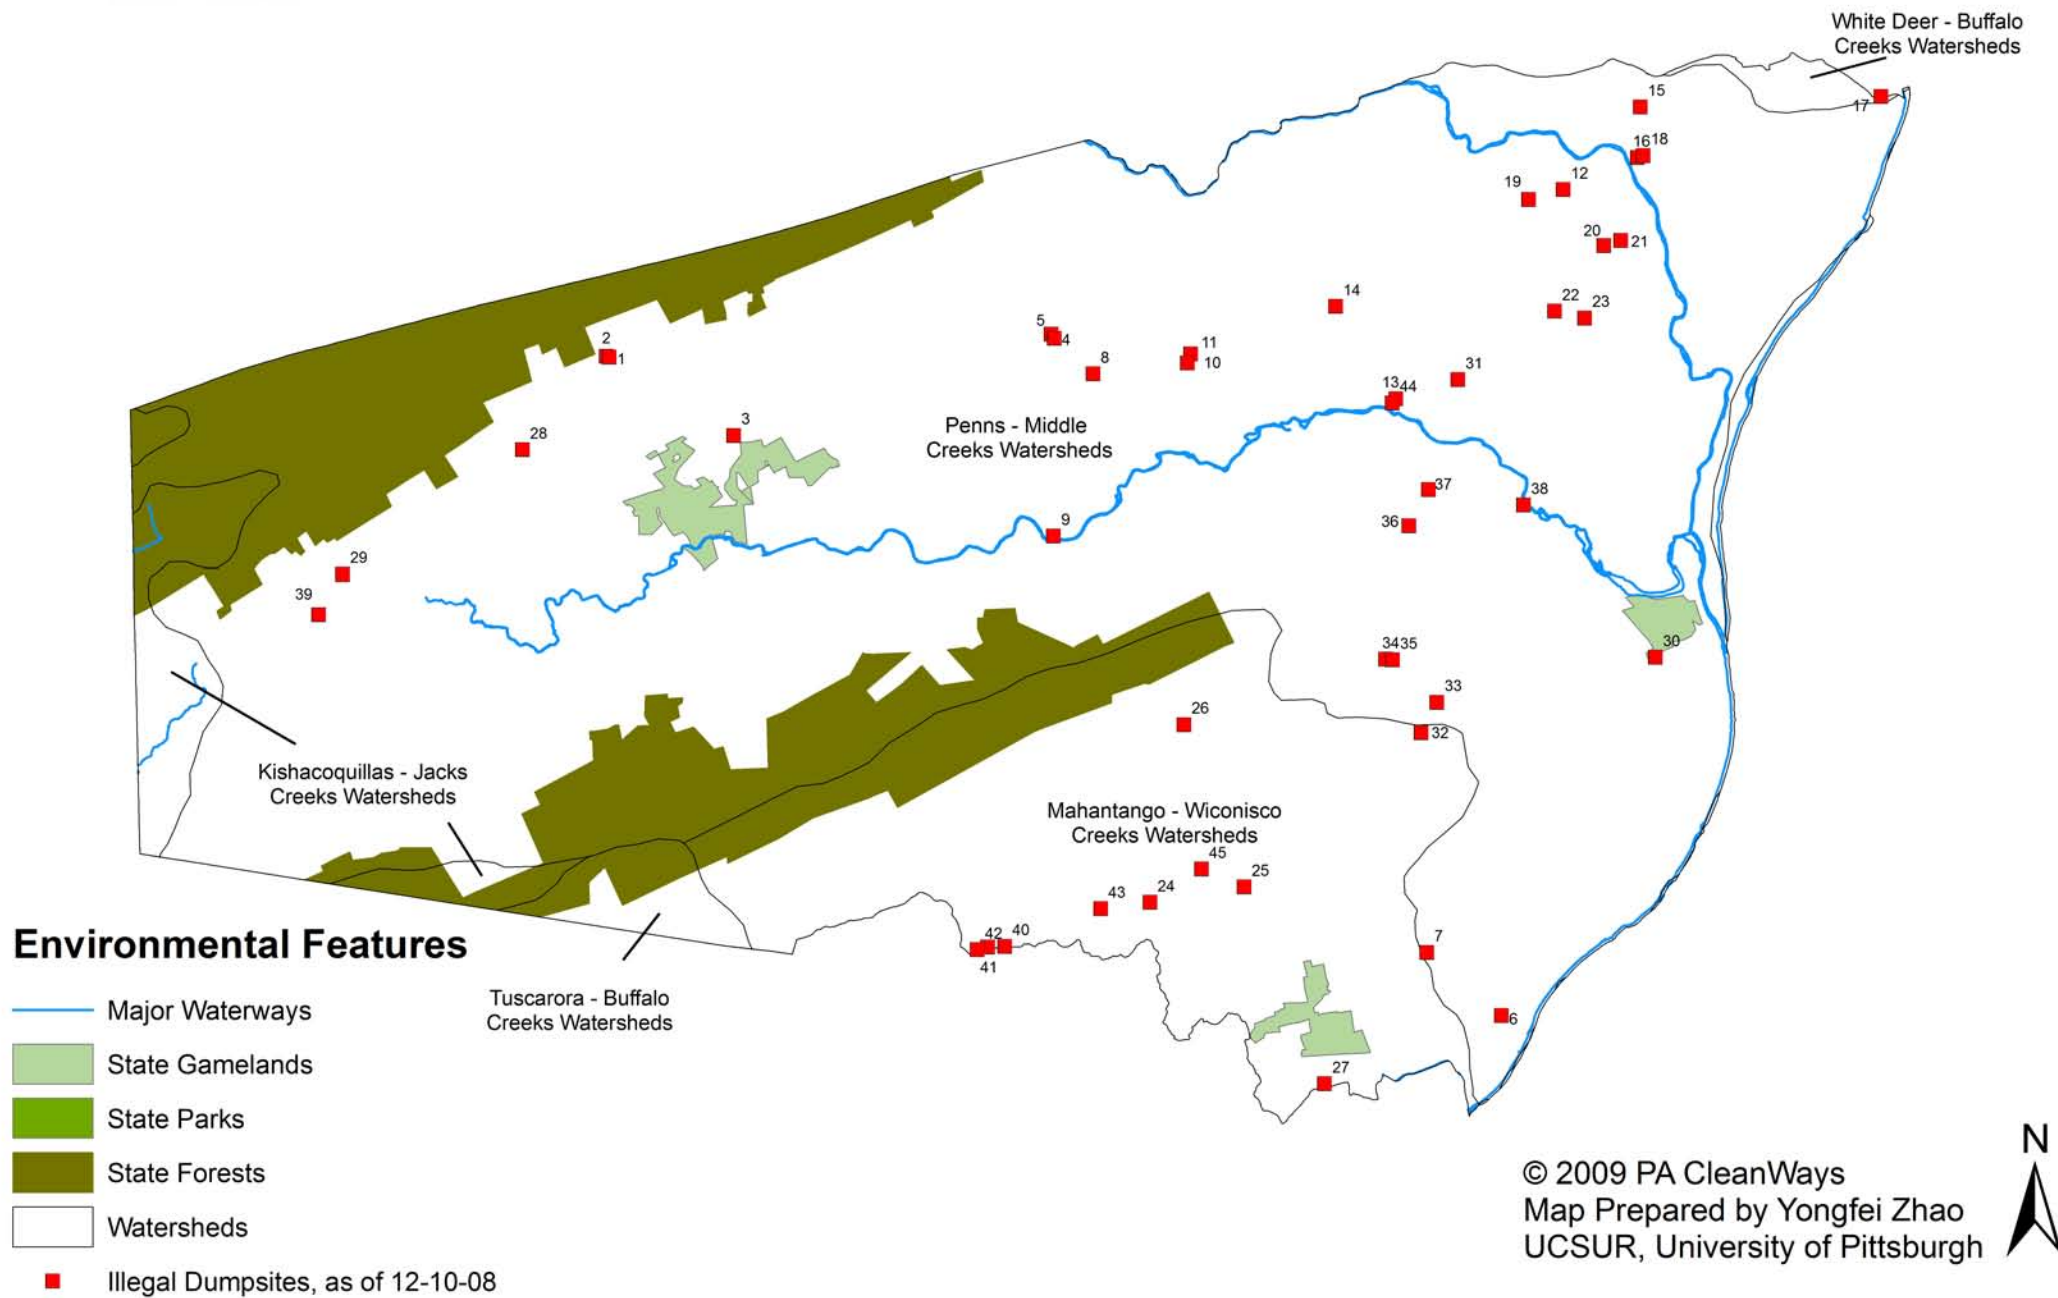 White Deer - Buffalo
Creeks Watersheds
15
17
16
18
12
19
20
21
14
22
23
5
4
11
10
8
2
1
31
13
44
3
28
Penns - Middle
Creeks Watersheds
37
38
36
9
29
39
30
34
35
33
32
26
Kishacoquillas - Jacks
Creeks Watersheds
Mahantango - Wiconisco
Creeks Watersheds
45
25
24
43
42
40
41
7
6
27
Tuscarora - Buffalo
Creeks Watersheds
Environmental Features
Major Waterways
State Gamelands
State Parks
State Forests
Watersheds
Illegal Dumpsites, as of 12-10-08
N
© 2009 PA CleanWays
Map Prepared by Yongfei Zhao
UCSUR, University of Pittsburgh